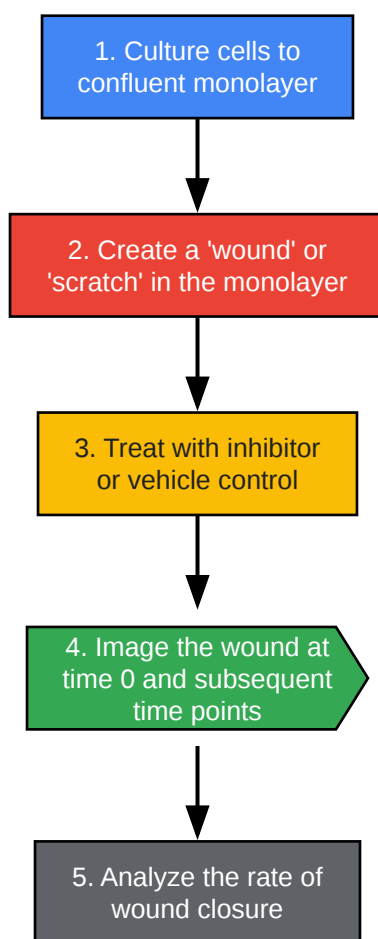 1. Culture cells to
confluent monolayer
2. Create a 'wound' or
'scratch' in the monolayer
3. Treat with inhibitor
or vehicle control
4. Image the wound at
time 0 and subsequent
time points
5. Analyze the rate of
wound closure